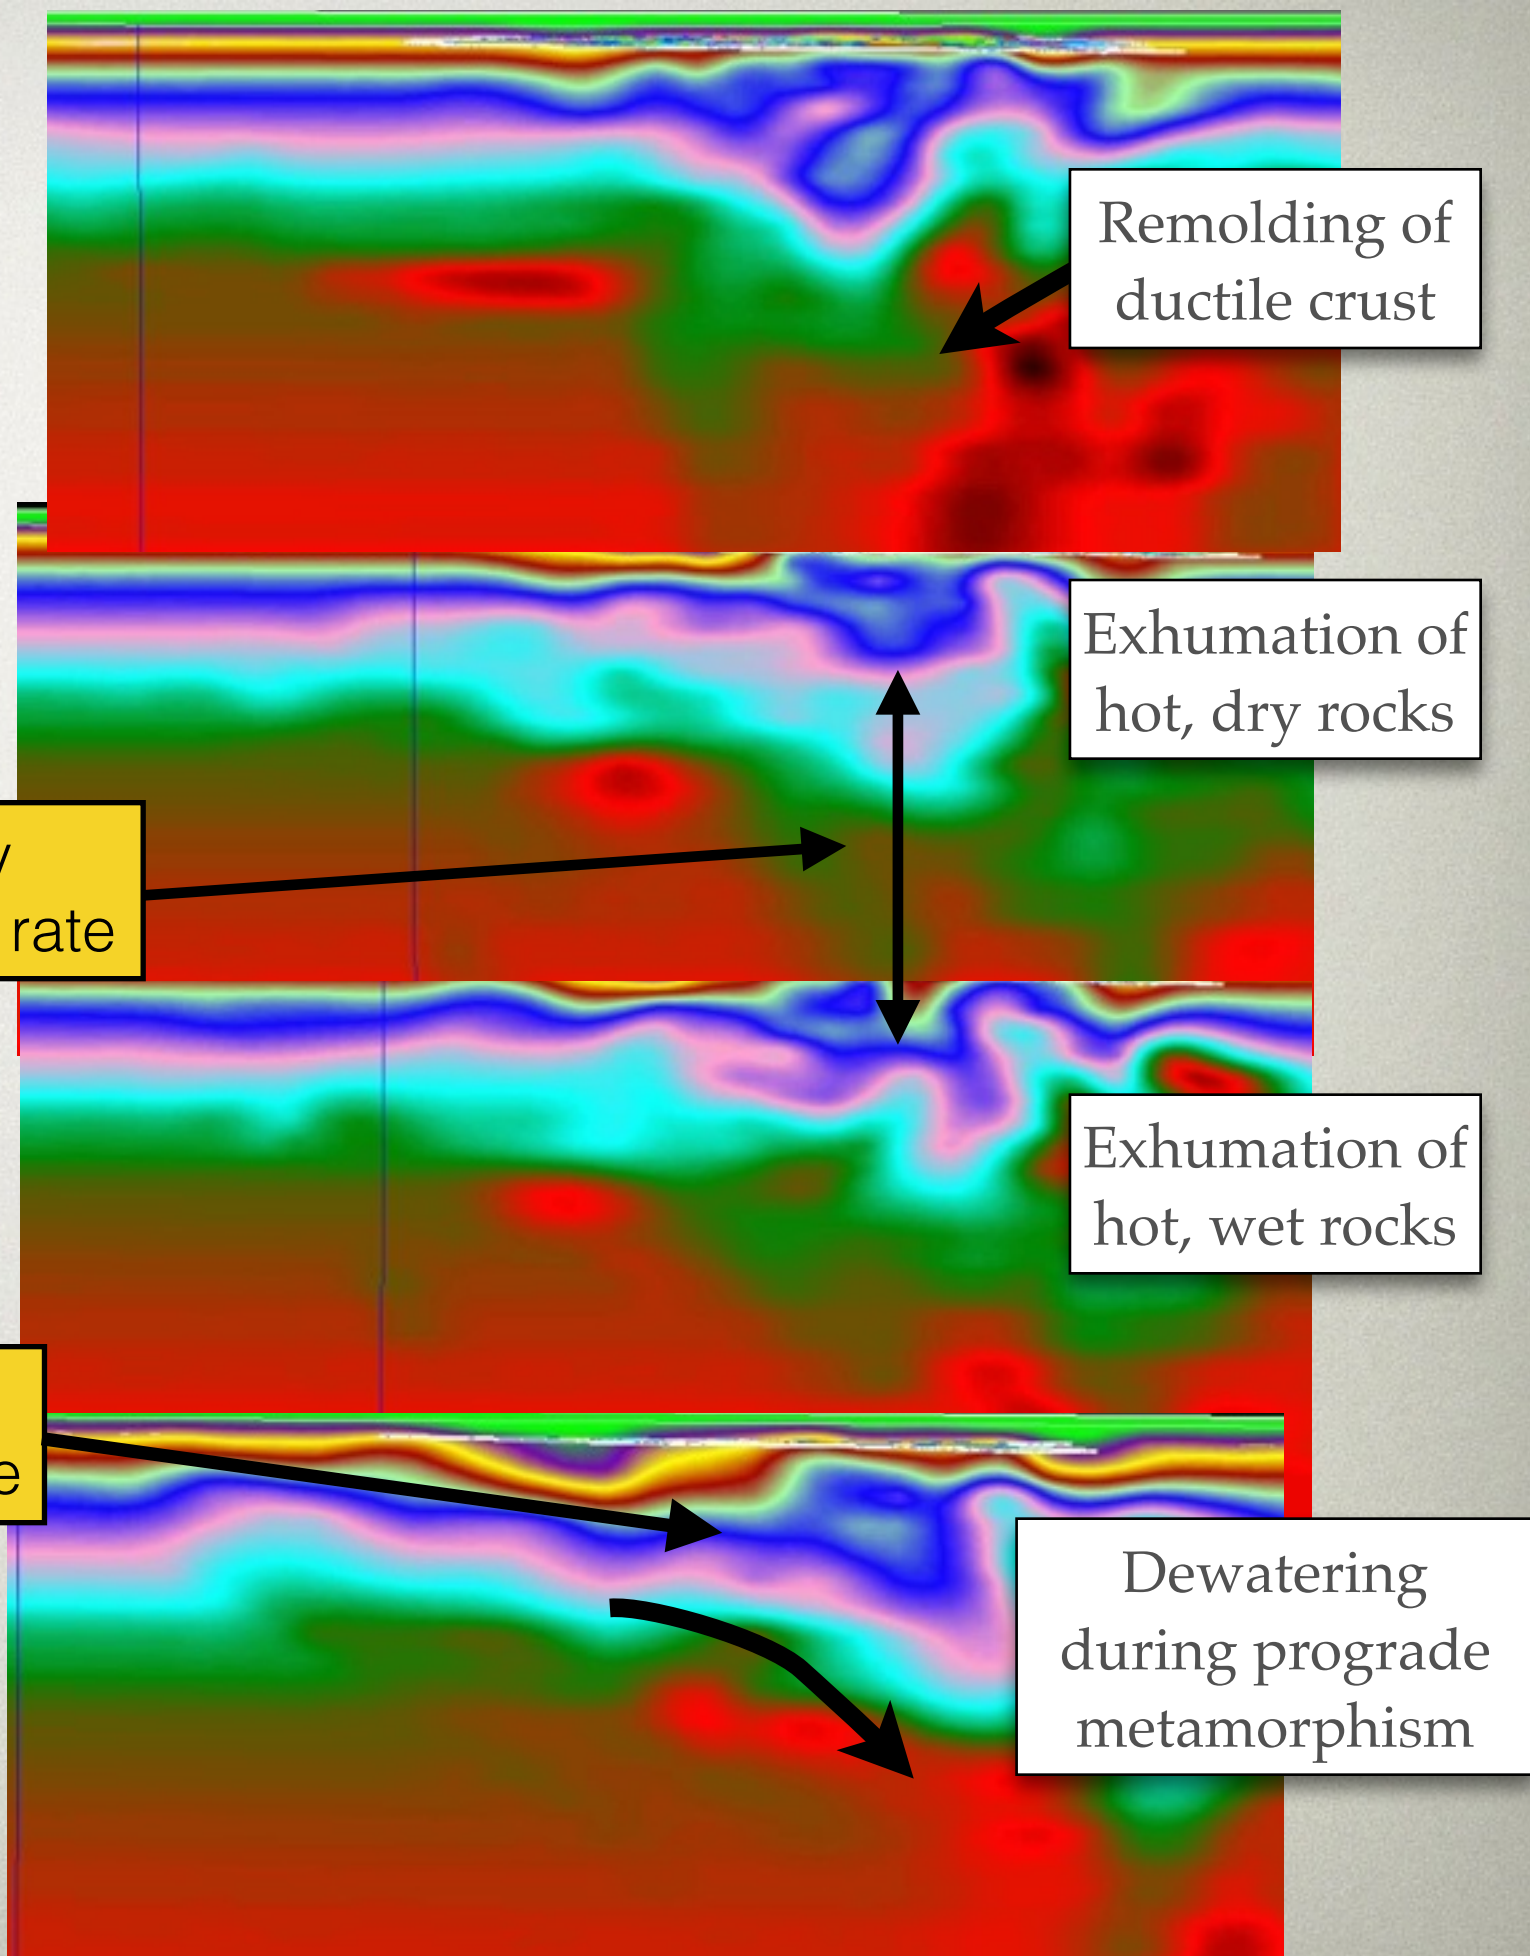 Remolding of
ductile crust
Exhumation of
hot, dry rocks
rate
Exhumation of
hot, wet rocks
Dewatering
during prograde
metamorphism